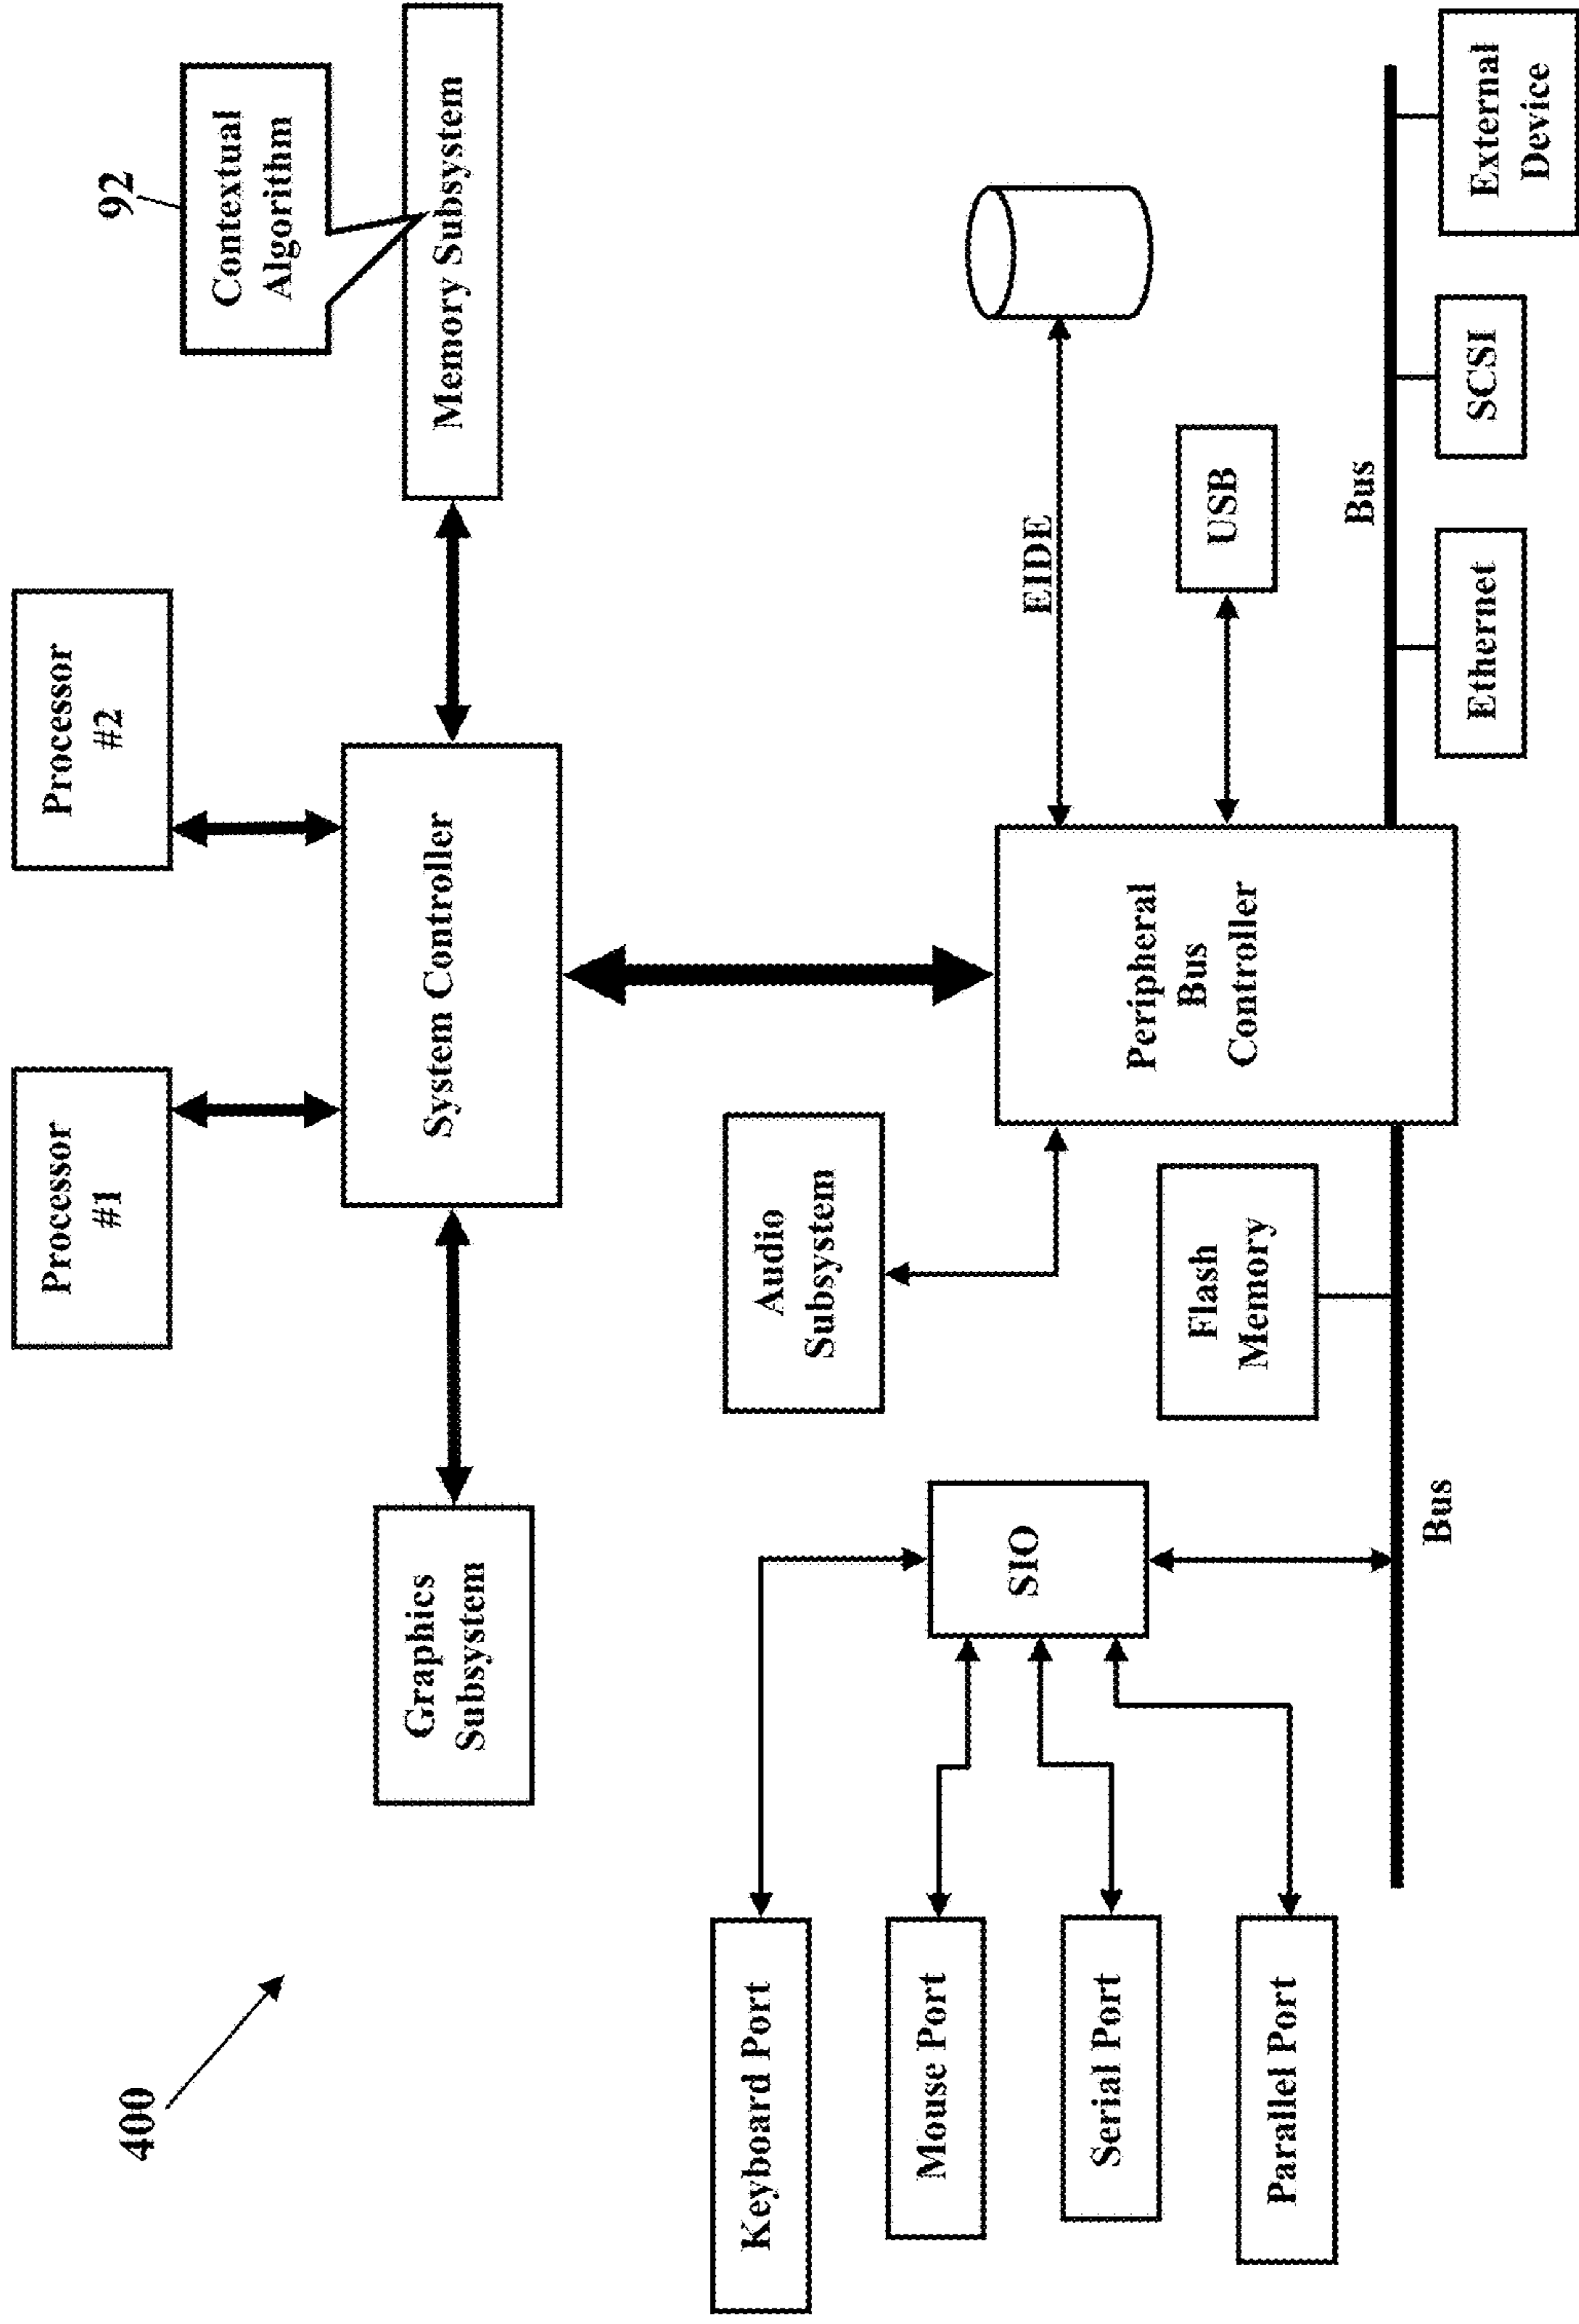 400
Processor
#1
Processor
#2
92
Contextual
Algorithm
Graphics
Subsystem
System Controller
Memory Subsystem
Keyboard Port
Mouse Port
Serial Port
Parallel Port
SIO
Audio
Subsystem
Flash
Memory
Peripheral
Bus
Controller
EIDE
USB
Bus
Bus
Ethernet
SCSI
External
Device